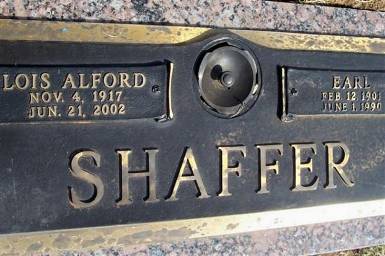 LOIS ALFORD
NOV. 4, 1917
JUN. 21, 2002
EARL
FEB 12 1901
JUNE 1, 1990
SHAFFER